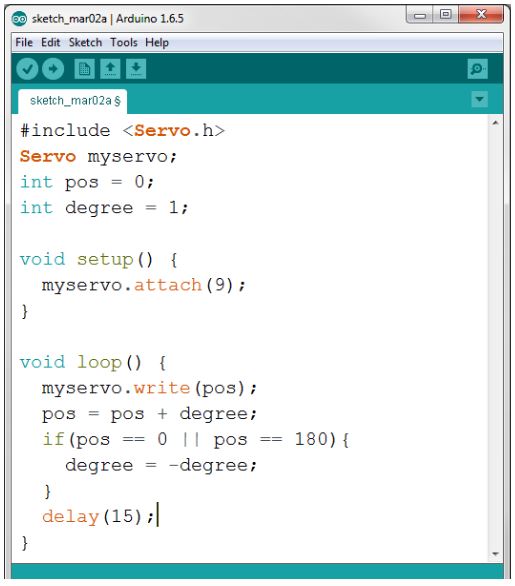 sketch_mar02a | Arduino 1.6.5
File Edit Sketch Tools Help
sketch_mar02a §
#include <Servo.h>
Servo myservo;
int pos = 0;
int degree = 1;

void setup() {
  myservo.attach(9);
}

void loop() {
  myservo.write(pos);
  pos = pos + degree;
  if(pos == 0 || pos == 180){
    degree = -degree;
  }
  delay(15);
}